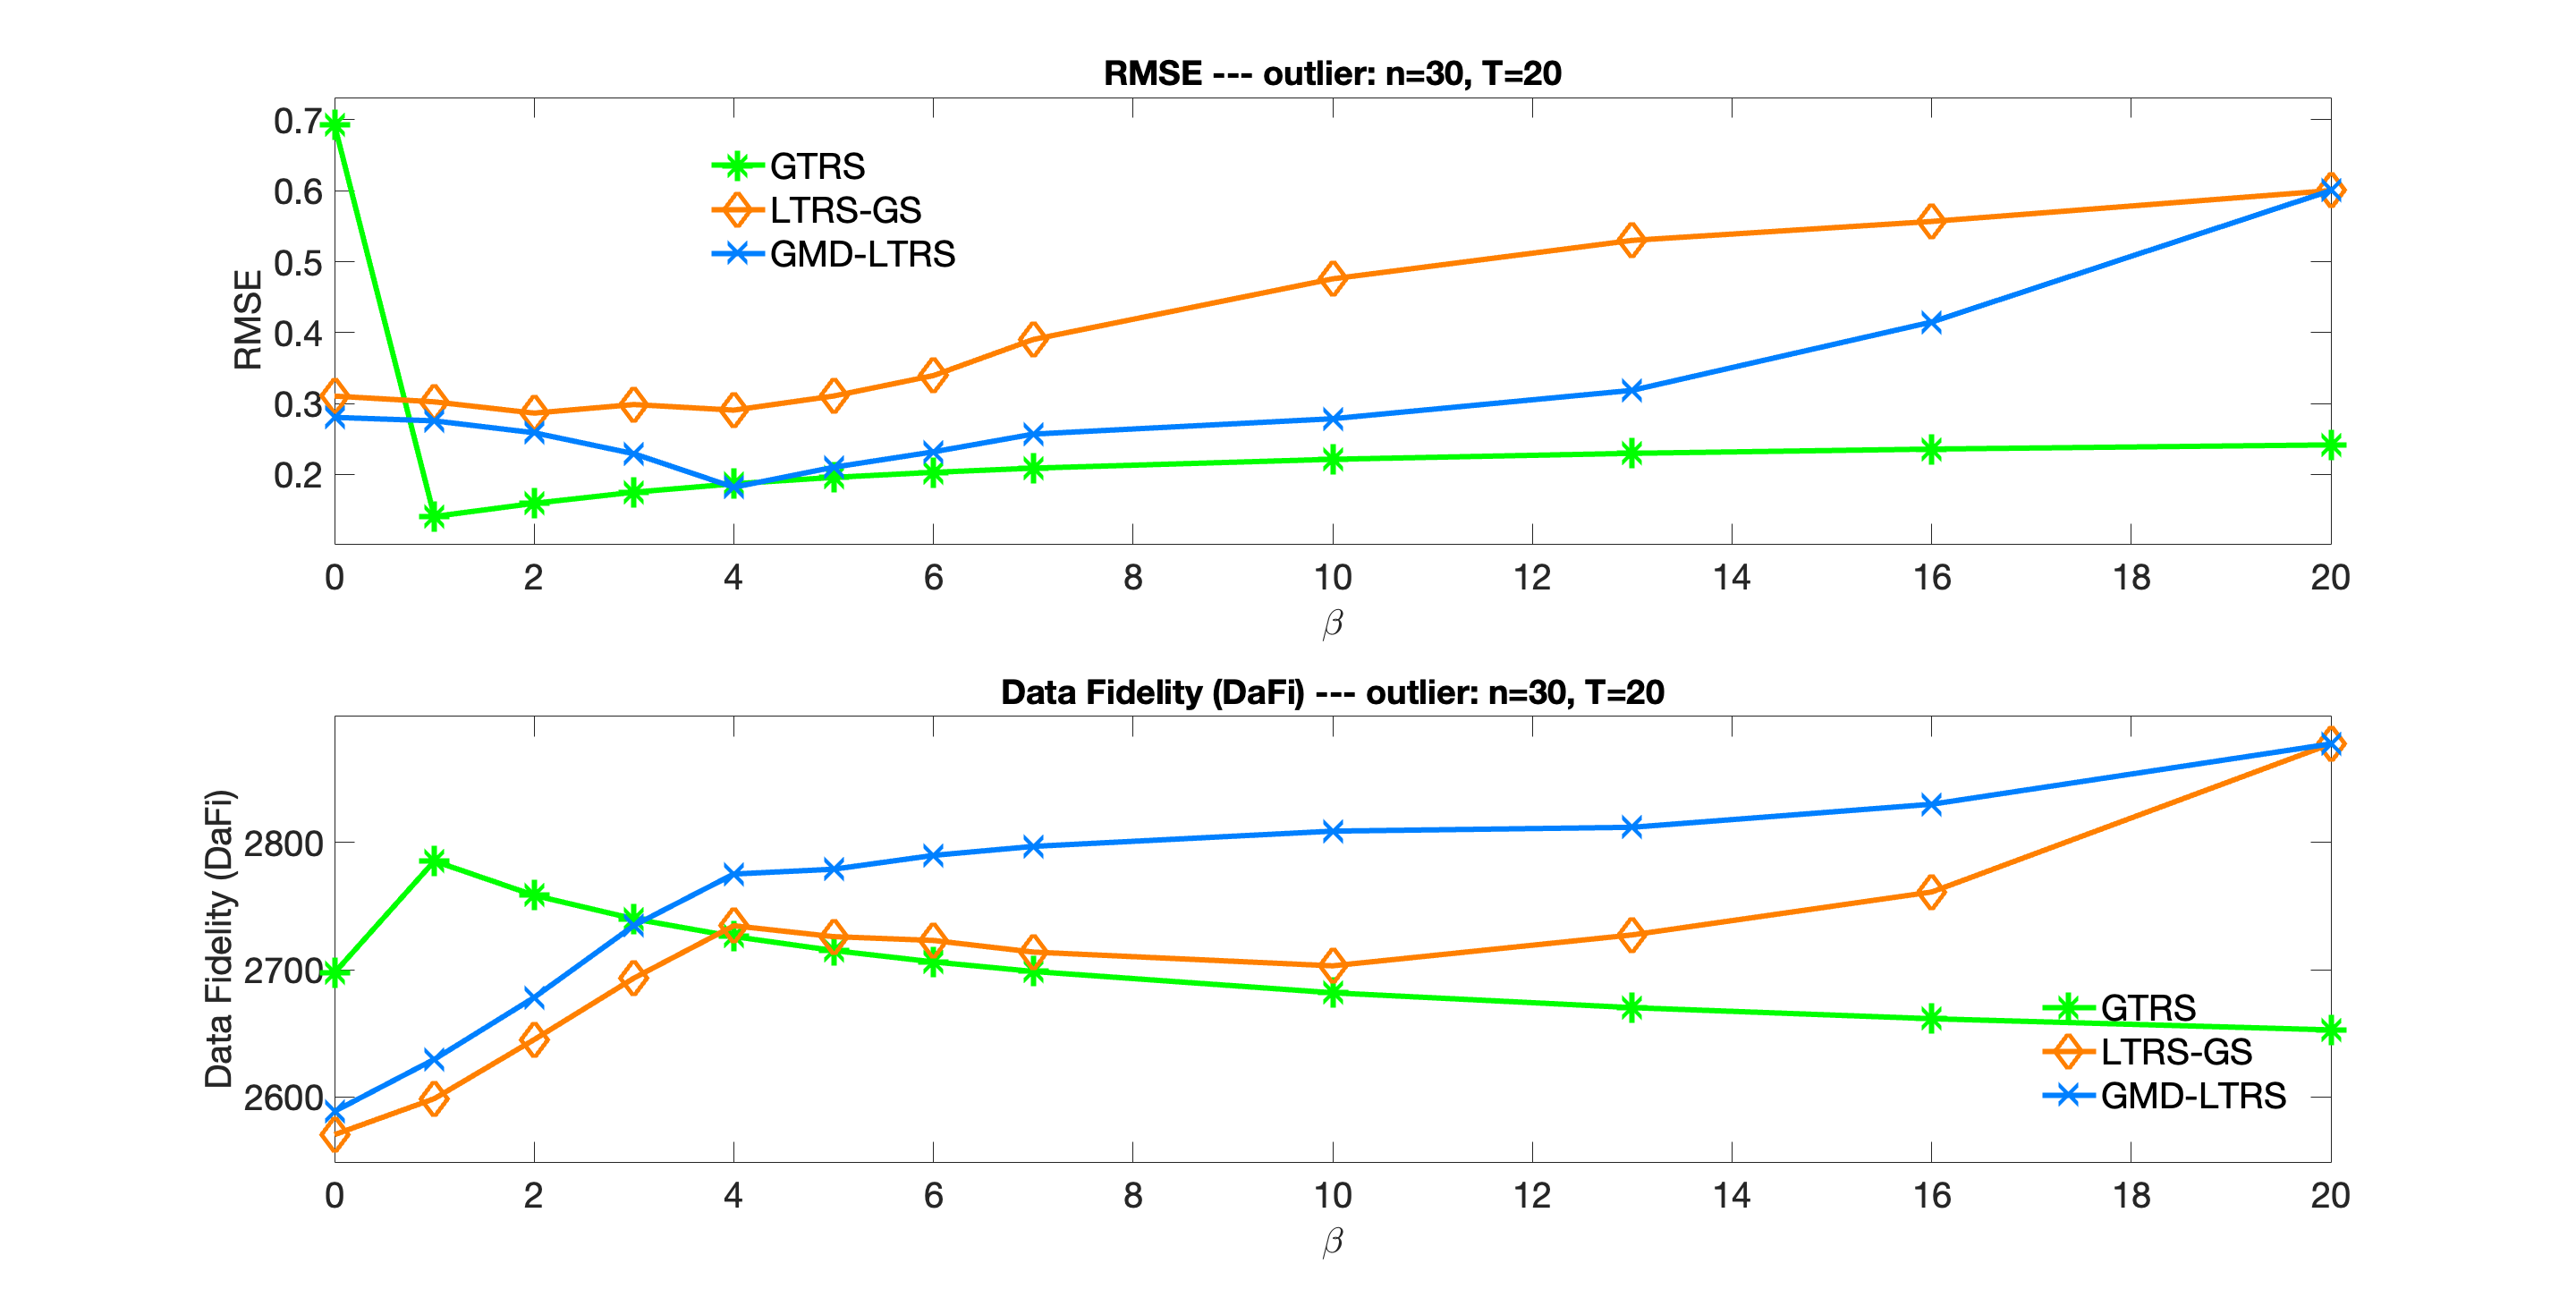 RMSE --- outlier: n=30, T=20
0.7
0.6
0.5
0.4
0.3
0.2
RMSE
GTRS
LTRS-GS
GMD-LTRS
0 2 4 6 8 10 12 14 16 18 20
β
Data Fidelity (DaFi) --- outlier: n=30, T=20
2800
2700
2600
Data Fidelity (DaFi)
GTRS
LTRS-GS
GMD-LTRS
0 2 4 6 8 10 12 14 16 18 20
β